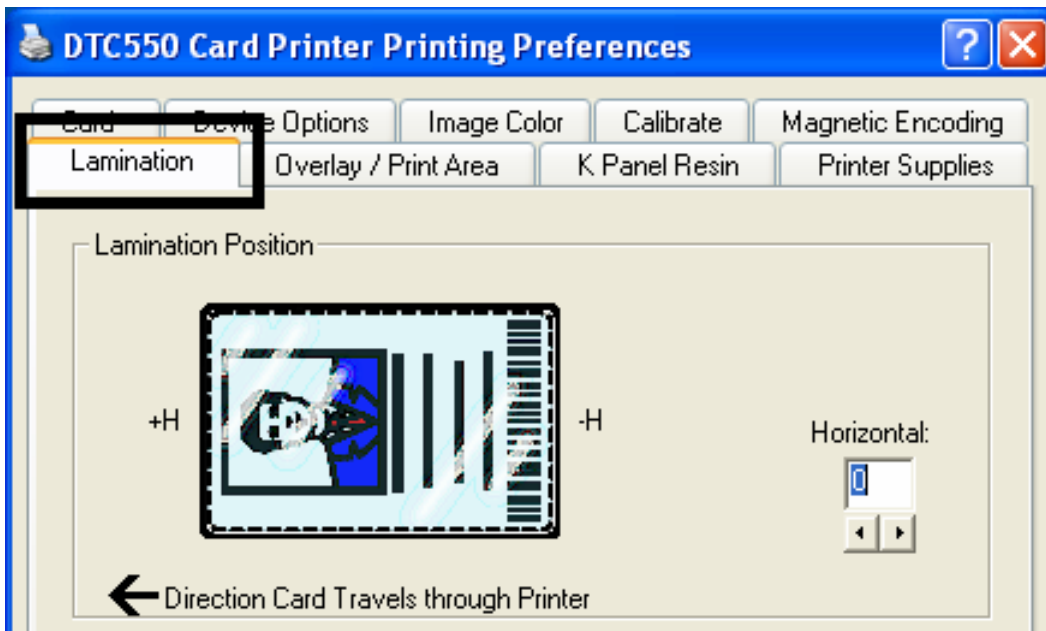 DTC550 Card Printer Printing Preferences
Card Device Options Image Color Calibrate Magnetic Encoding
Lamination Overlay / Print Area K Panel Resin Printer Supplies
Lamination Position
+H
-H
Horizontal:
0
Direction Card Travels through Printer